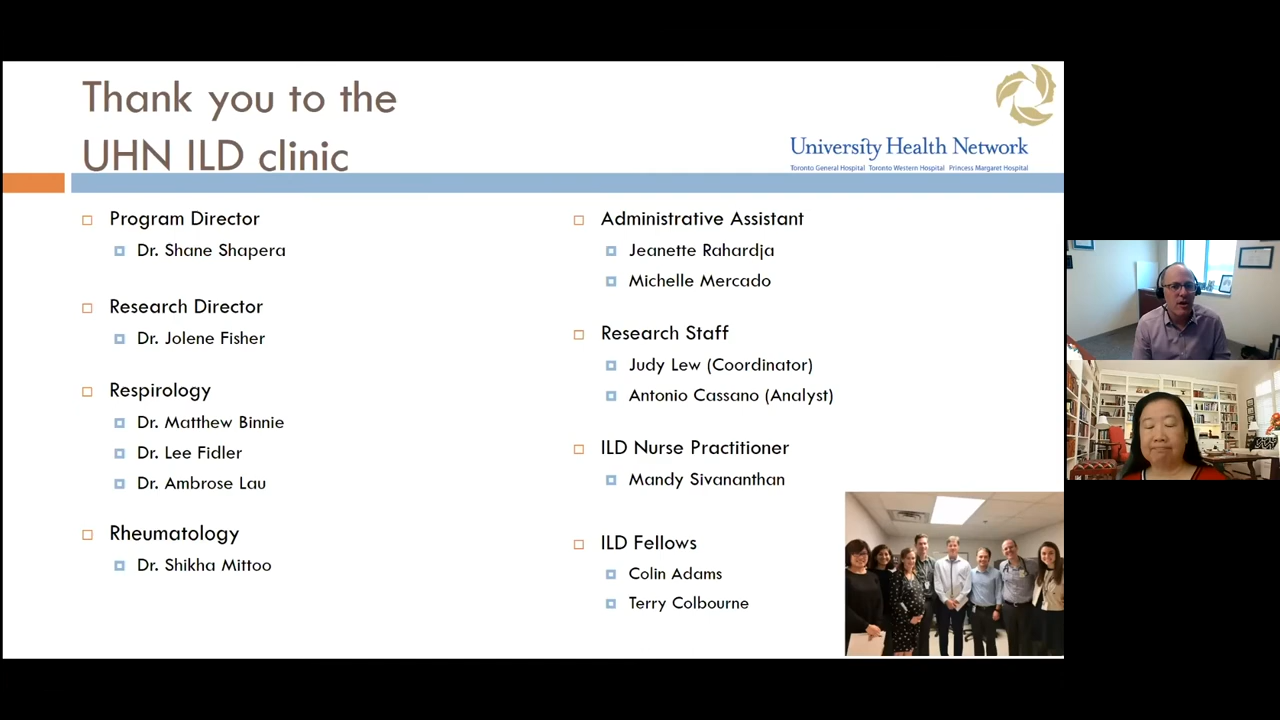 Thank you to the
UHN ILD clinic
University Health Network
Toronto General Hospital Toronto Western Hospital Princess Margaret Hospital
Program Director
Dr. Shane Shapera
Research Director
Dr. Jolene Fisher
Respirology
Dr. Matthew Binnie
Dr. Lee Fidler
Dr. Ambrose Lau
Rheumatology
Dr. Shikha Mittoo
Administrative Assistant
Jeanette Rahardja
Michelle Mercado
Research Staff
Judy Lew (Coordinator)
Antonio Cassano (Analyst)
ILD Nurse Practitioner
Mandy Sivananthan
ILD Fellows
Colin Adams
Terry Colbourne